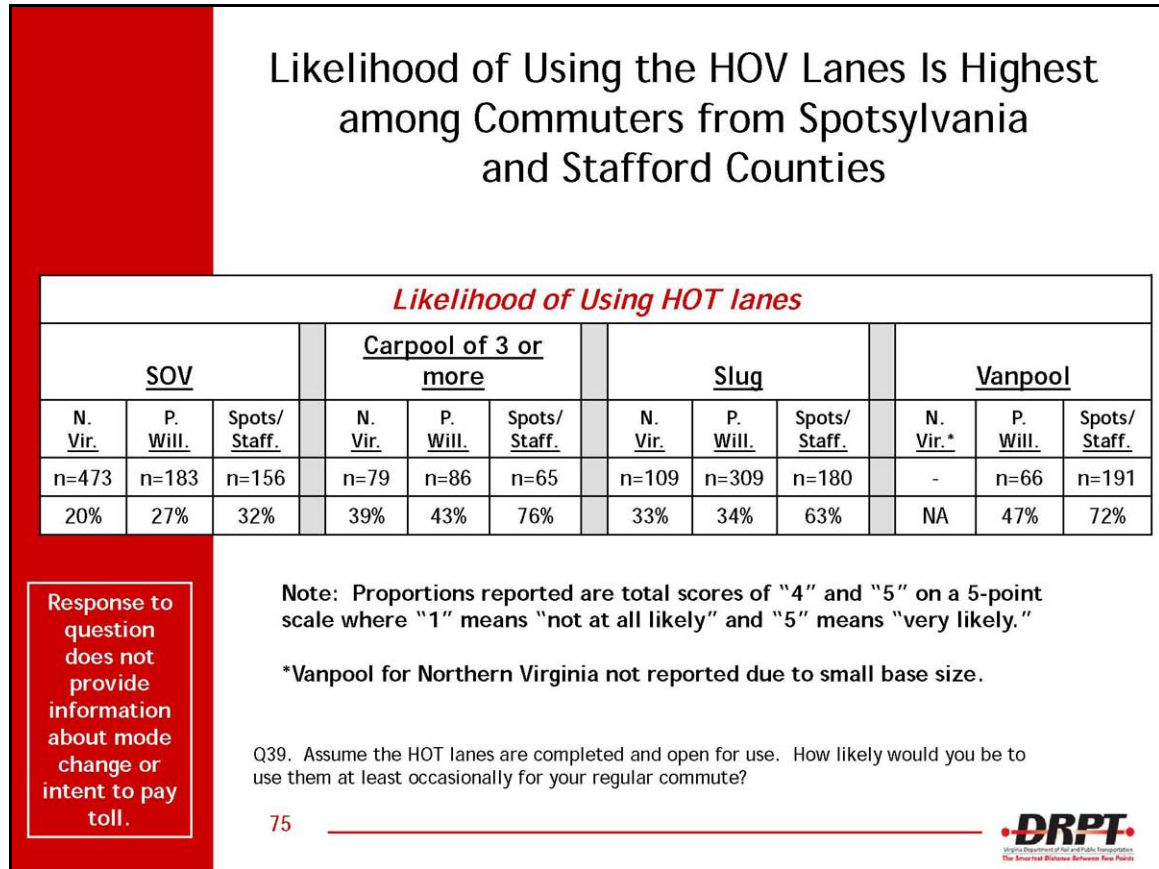 Likelihood of Using the HOV Lanes Is Highest
among Commuters from Spotsylvania
and Stafford Counties
Likelihood of Using HOT lanes
SOV
Carpool of 3 or
more
Slug
Vanpool
N. Vir. P. Will. Spots/ Staff. N. Vir. P. Will. Spots/ Staff. N. Vir. P. Will. Spots/ Staff. N. Vir.* P. Will. Spots/ Staff.
n=473 n=183 n=156 n=79 n=86 n=65 n=109 n=309 n=180 - n=66 n=191
20% 27% 32% 39% 43% 76% 33% 34% 63% NA 47% 72%
Response to
question
does not
provide
information
about mode
change or
intent to pay
toll.
Note: Proportions reported are total scores of “4” and “5” on a 5-point
scale where “1” means “not at all likely” and “5” means “very likely.”
*Vanpool for Northern Virginia not reported due to small base size.
Q39. Assume the HOT lanes are completed and open for use. How likely would you be to
use them at least occasionally for your regular commute?
75
DRPT
Virginia Department of Rail and Public Transportation
The Smartest Distance Between Two Points